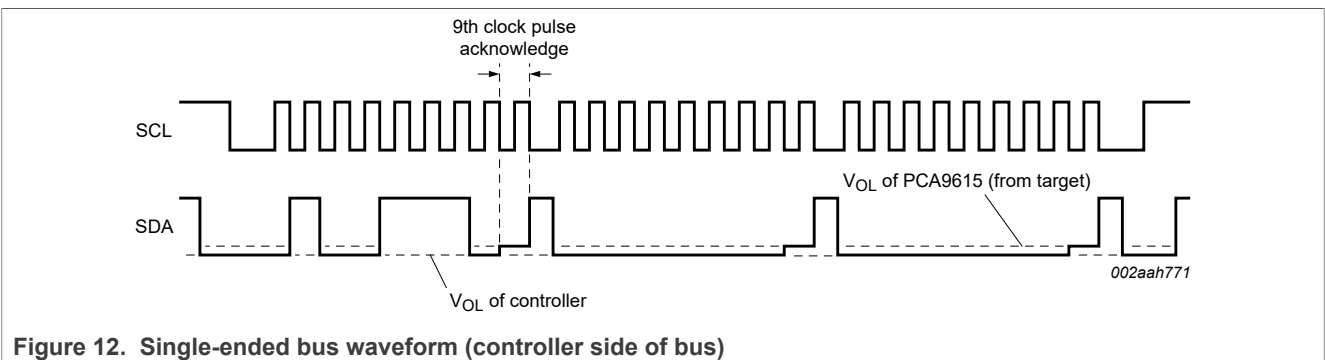 9th clock pulse
acknowledge
SCL
VOL of PCA9615 (from target)
SDA
002aah771
VOL of controller
Figure 12. Single-ended bus waveform (controller side of bus)